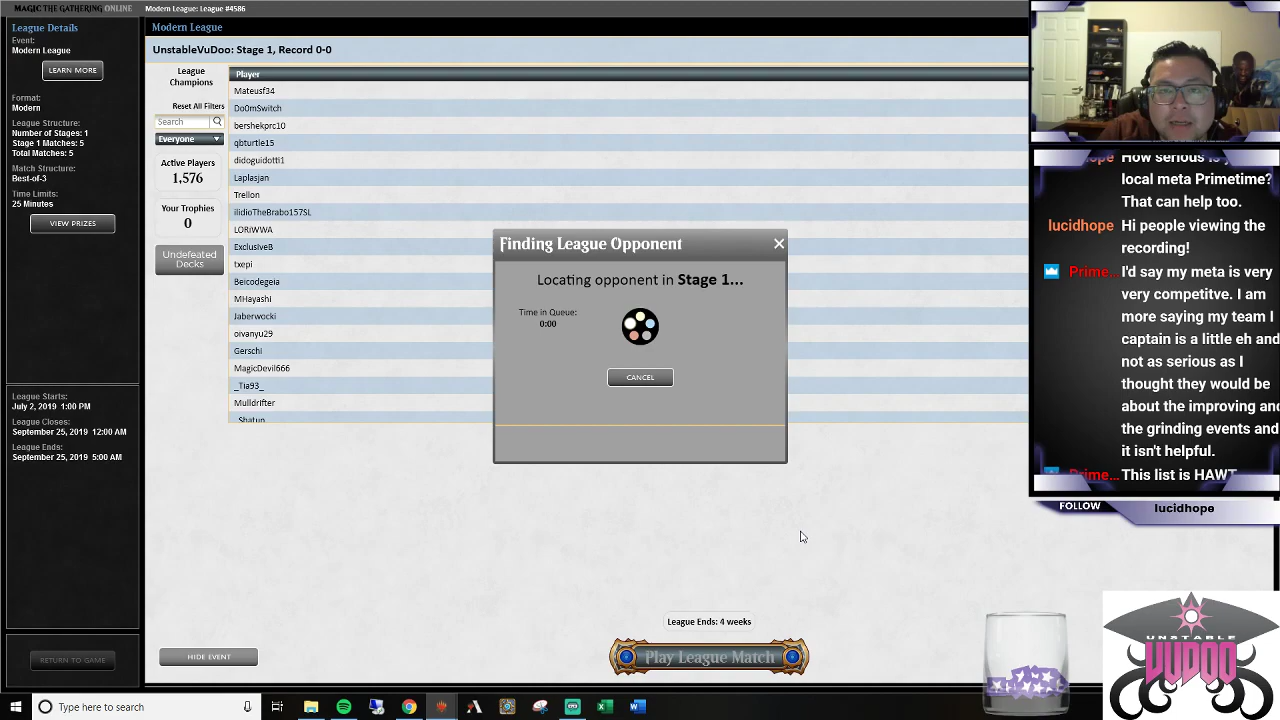 MAGIC THE GATHERING ONLINE
Modern League: League #4586
League Details
Event:
Modern League
LEARN MORE
Format:
Modern
League Structure:
Number of Stages: 1
Stage 1 Matches: 5
Total Matches: 5
Match Structure:
Best-of-3
Time Limits:
25 Minutes
VIEW PRIZES
League Starts:
July 2, 2019 1:00 PM
League Closes:
September 25, 2019 12:00 AM
League Ends:
September 25, 2019 5:00 AM
RETURN TO GAME
Modern League
UnstableVuDoo: Stage 1, Record 0-0
League
Champions
Reset All Filters
Search
Everyone
Active Players
1,576
Your Trophies
0
Undefeated
Decks
Player
Mateusf34
Do0mSwitch
bershekprc10
qbturtle15
didoguidotti1
Laplasjan
Trellon
ilidioTheBrabo157SL
LORiWWA
ExclusiveB
txepi
Beicodegeia
MHayashi
Jaberwocki
oivanyu29
Gerschi
MagicDevil666
_Tia93_
Mulldrifter
_Shatun_
Finding League Opponent
Locating opponent in Stage 1...
Time in Queue:
0:00
CANCEL
League Ends: 4 weeks
HIDE EVENT
Play League Match
How serious is
local meta Primetime?
That can help too.
lucidhope Hi people viewing the
recording!
Prime... I'd say my meta is very
very competitve. I am
more saying my team I
captain is a little eh and
not as serious as I
thought they would be
about the improving and
the grinding events and
it isn't helpful.
Prime... This list is HAWT
FOLLOW lucidhope
UNSTABLE
VUDOO
Type here to search